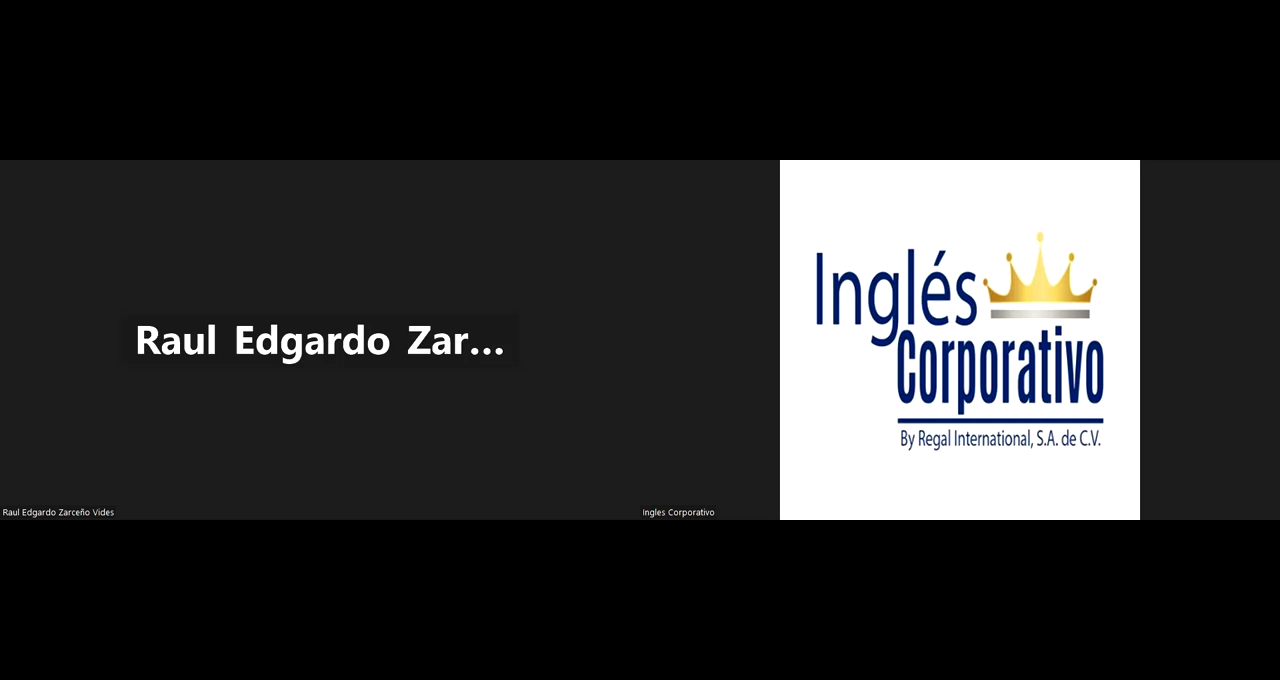 Raul Edgardo Zar...
Raul Edgardo Zarceño Vides
Inglés
Corporativo
By Regal International, S.A. de C.V.
Ingles Corporativo